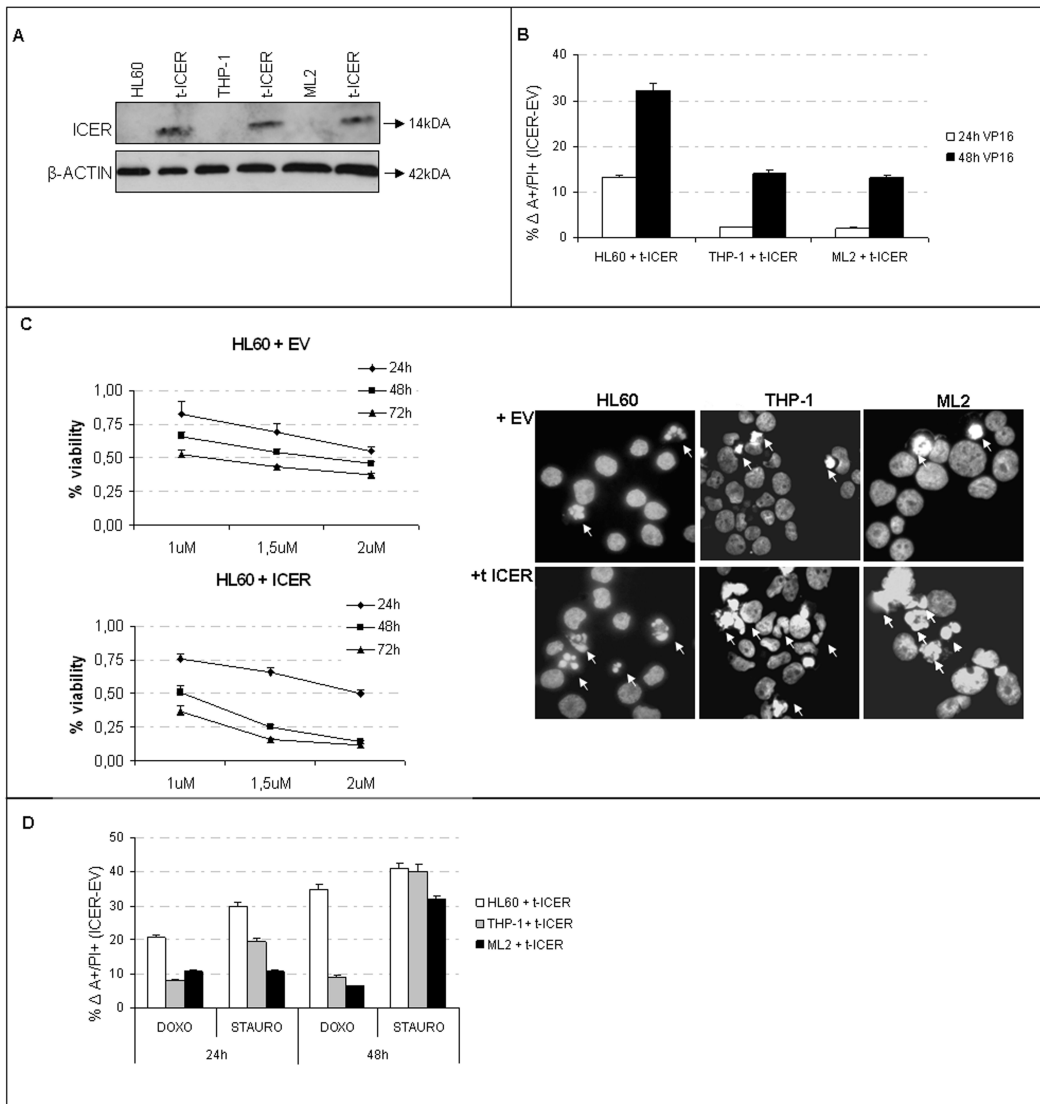 A
HL60
t-ICER
THP-1
t-ICER
ML2
t-ICER
ICER
14kDA
β-ACTIN
42kDA
B
% Δ A+/PI+ (ICER-EV)
40
30
20
10
0
24h VP16
48h VP16
HL60 + t-ICER
THP-1 + t-ICER
ML2 + t-ICER
C
HL60 + EV
24h
48h
72h
% viability
1,00
0,75
0,50
0,25
0,00
1uM
1,5uM
2uM
HL60 + ICER
24h
48h
72h
% viability
1,00
0,75
0,50
0,25
0,00
1uM
1,5uM
2uM
HL60
THP-1
ML2
+ EV
+t ICER
D
% Δ A+/PI+ (ICER-EV)
50
40
30
20
10
0
HL60 + t-ICER
THP-1+ t-ICER
ML2 + t-ICER
DOXO
STAURO
DOXO
STAURO
24h
48h